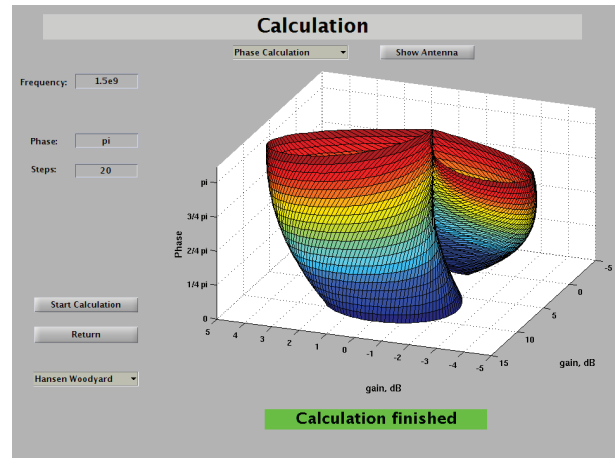 Calculation
Phase Calculation
Show Antenna
Frequency: 1.5e9
Phase: pi
Steps: 20
Start Calculation
Return
Hansen Woodyard
Phase
pi
3/4 pi
2/4 pi
1/4 pi
0
5 4 3 2 1 0 -1 -2 -3 -4 -5
gain, dB
15 10 5 0 -5
gain, dB
Calculation finished